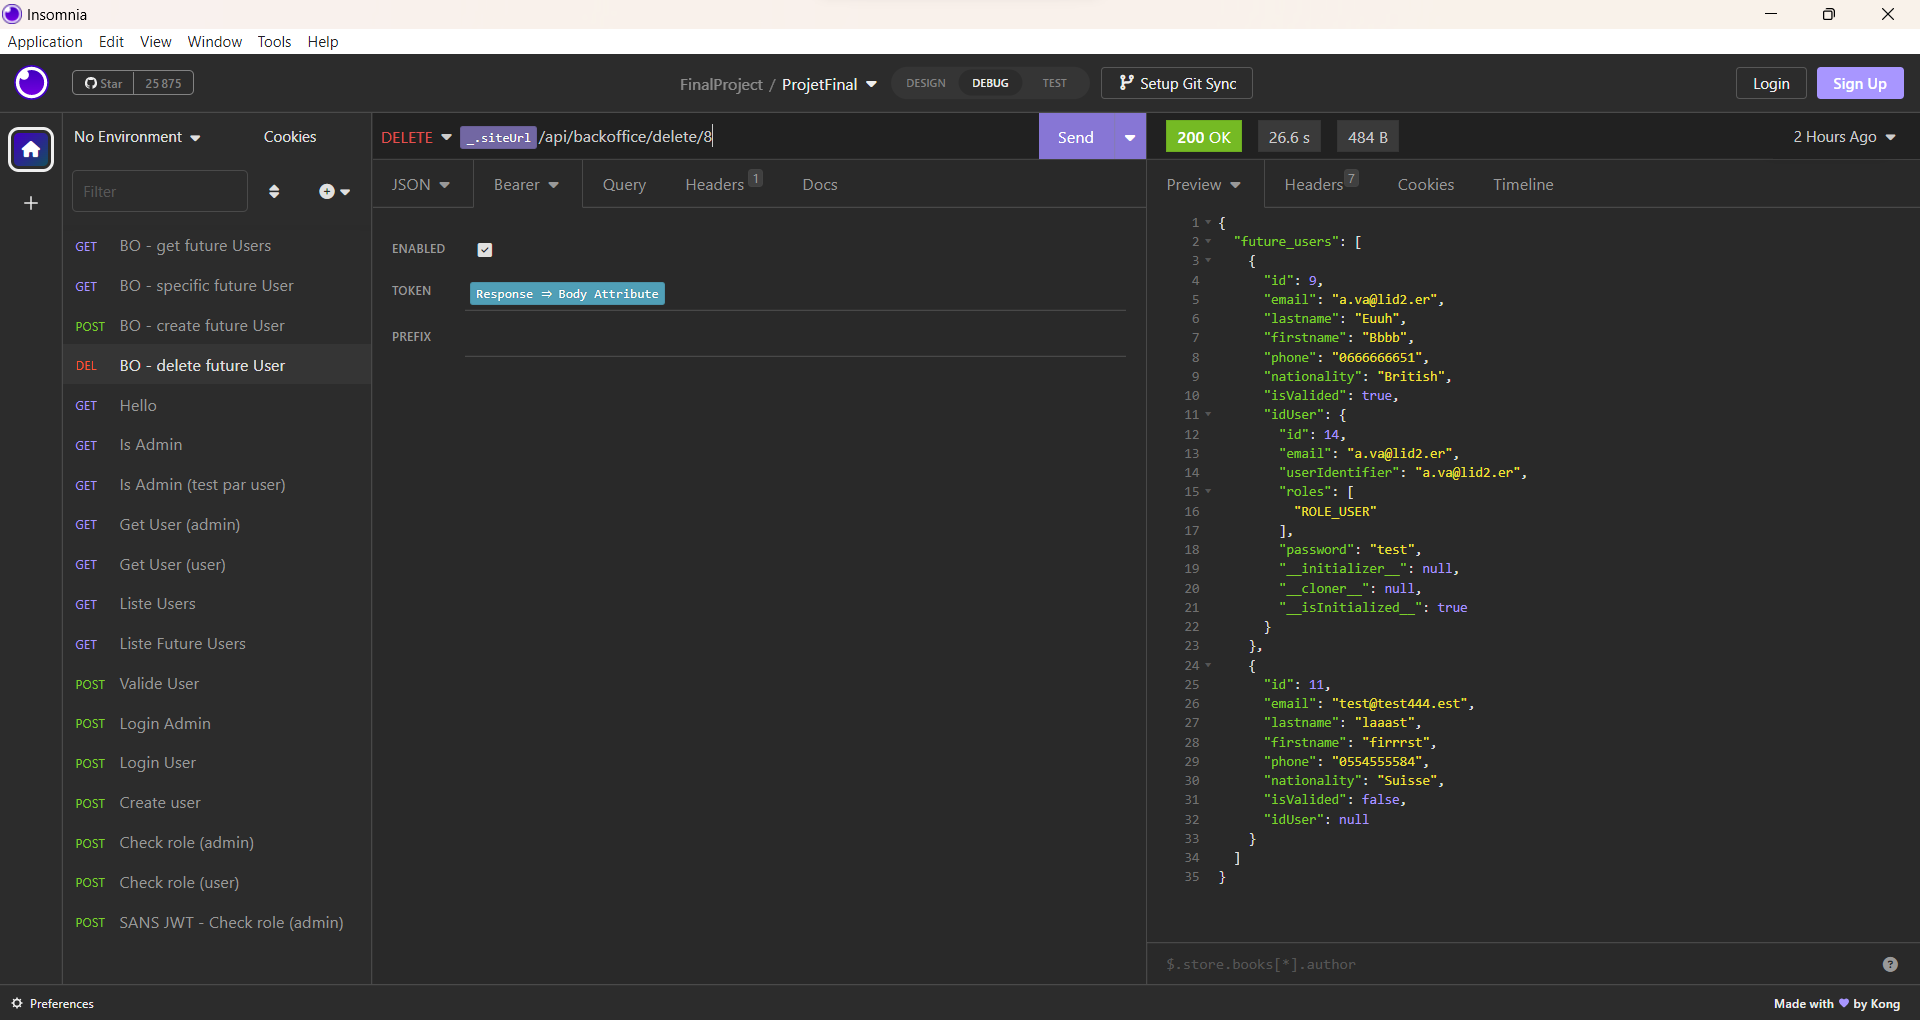 Insomnia
Application Edit View Window Tools Help
Star 25 875
FinalProject / ProjetFinal
DESIGN DEBUG TEST
Setup Git Sync
Login
Sign Up
No Environment
Cookies
DELETE _.siteUrl /api/backoffice/delete/8
Send
200 OK 26.6 s 484 B
2 Hours Ago
Filter
JSON Bearer Query Headers 1 Docs
Preview Headers 7 Cookies Timeline
GET BO - get future Users
GET BO - specific future User
POST BO - create future User
DEL BO - delete future User
GET Hello
GET Is Admin
GET Is Admin (test par user)
GET Get User (admin)
GET Get User (user)
GET Liste Users
GET Liste Future Users
POST Valide User
POST Login Admin
POST Login User
POST Create user
POST Check role (admin)
POST Check role (user)
POST SANS JWT - Check role (admin)
ENABLED
TOKEN Response ⇒ Body Attribute
PREFIX
1 {
2 "future_users": [
3 {
4 "id": 9,
5 "email": "a.va@lid2.er",
6 "lastname": "Euuh",
7 "firstname": "Bbbb",
8 "phone": "0666666651",
9 "nationality": "British",
10 "isValided": true,
11 "idUser": {
12 "id": 14,
13 "email": "a.va@lid2.er",
14 "userIdentifier": "a.va@lid2.er",
15 "roles": [
16 "ROLE_USER"
17 ],
18 "password": "test",
19 "__initializer__": null,
20 "__cloner__": null,
21 "__isInitialized__": true
22 }
23 },
24 {
25 "id": 11,
26 "email": "test@test444.est",
27 "lastname": "laaast",
28 "firstname": "firrrst",
29 "phone": "0554555584",
30 "nationality": "Suisse",
31 "isValided": false,
32 "idUser": null
33 }
34 ]
35 }
$.store.books[*].author
Preferences
Made with 💜 by Kong